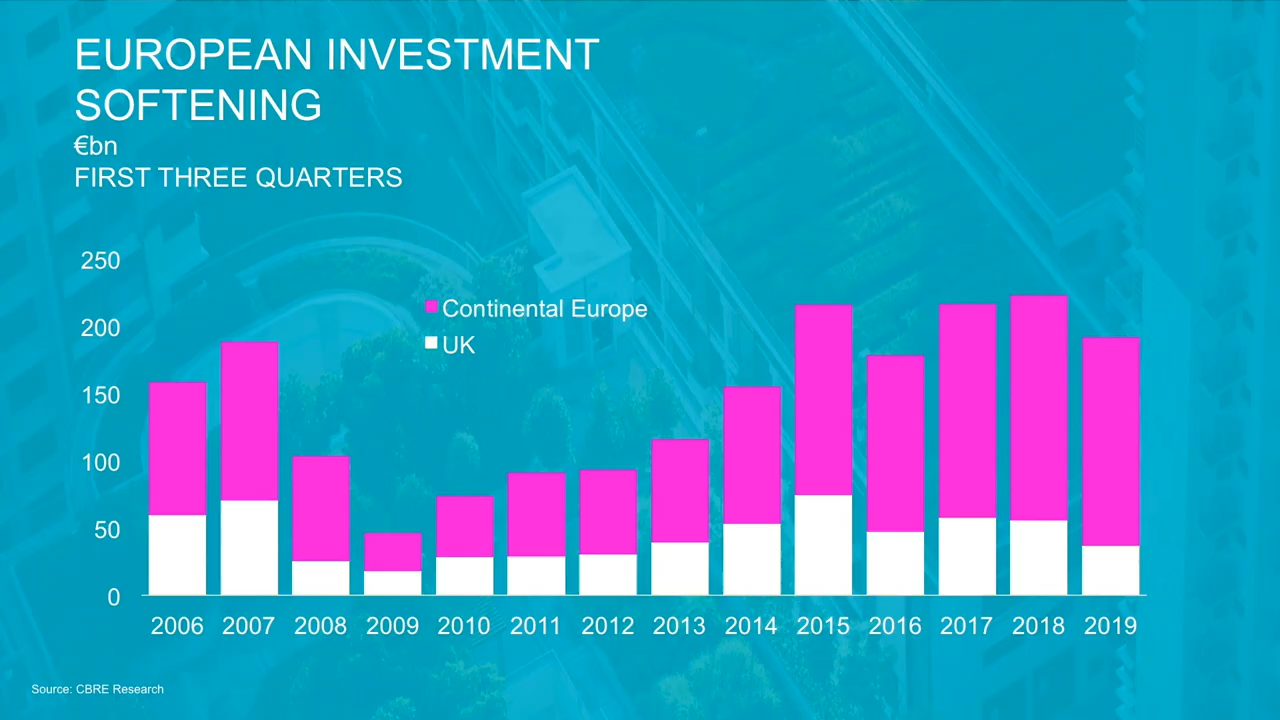 EUROPEAN INVESTMENT
SOFTENING
€bn
FIRST THREE QUARTERS
250
200
150
100
50
0
Continental Europe
UK
2006 2007 2008 2009 2010 2011 2012 2013 2014 2015 2016 2017 2018 2019
Source: CBRE Research